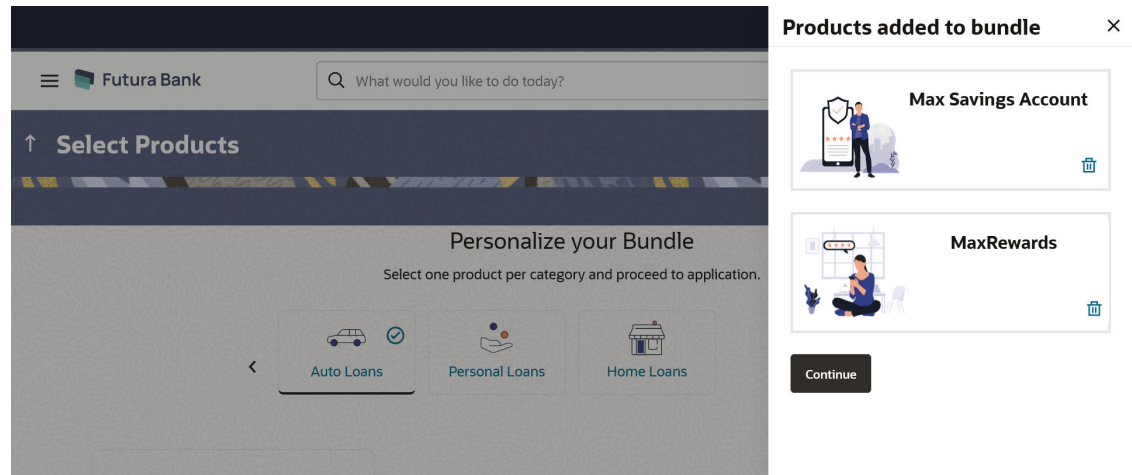 Futura Bank
What would you like to do today?
Select Products
Personalize your Bundle
Select one product per category and proceed to application.
Auto Loans
Personal Loans
Home Loans
Products added to bundle
Max Savings Account
MaxRewards
Continue